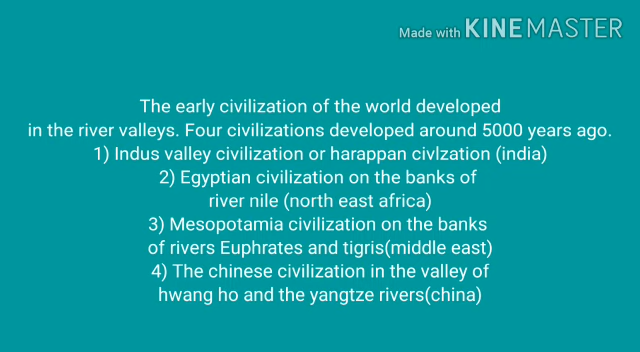 Made with KINEMASTER
The early civilization of the world developed
in the river valleys. Four civilizations developed around 5000 years ago.
1) Indus valley civilization or harappan civlzation (india)
2) Egyptian civilization on the banks of
river nile (north east africa)
3) Mesopotamia civilization on the banks
of rivers Euphrates and tigris(middle east)
4) The chinese civilization in the valley of
hwang ho and the yangtze rivers(china)